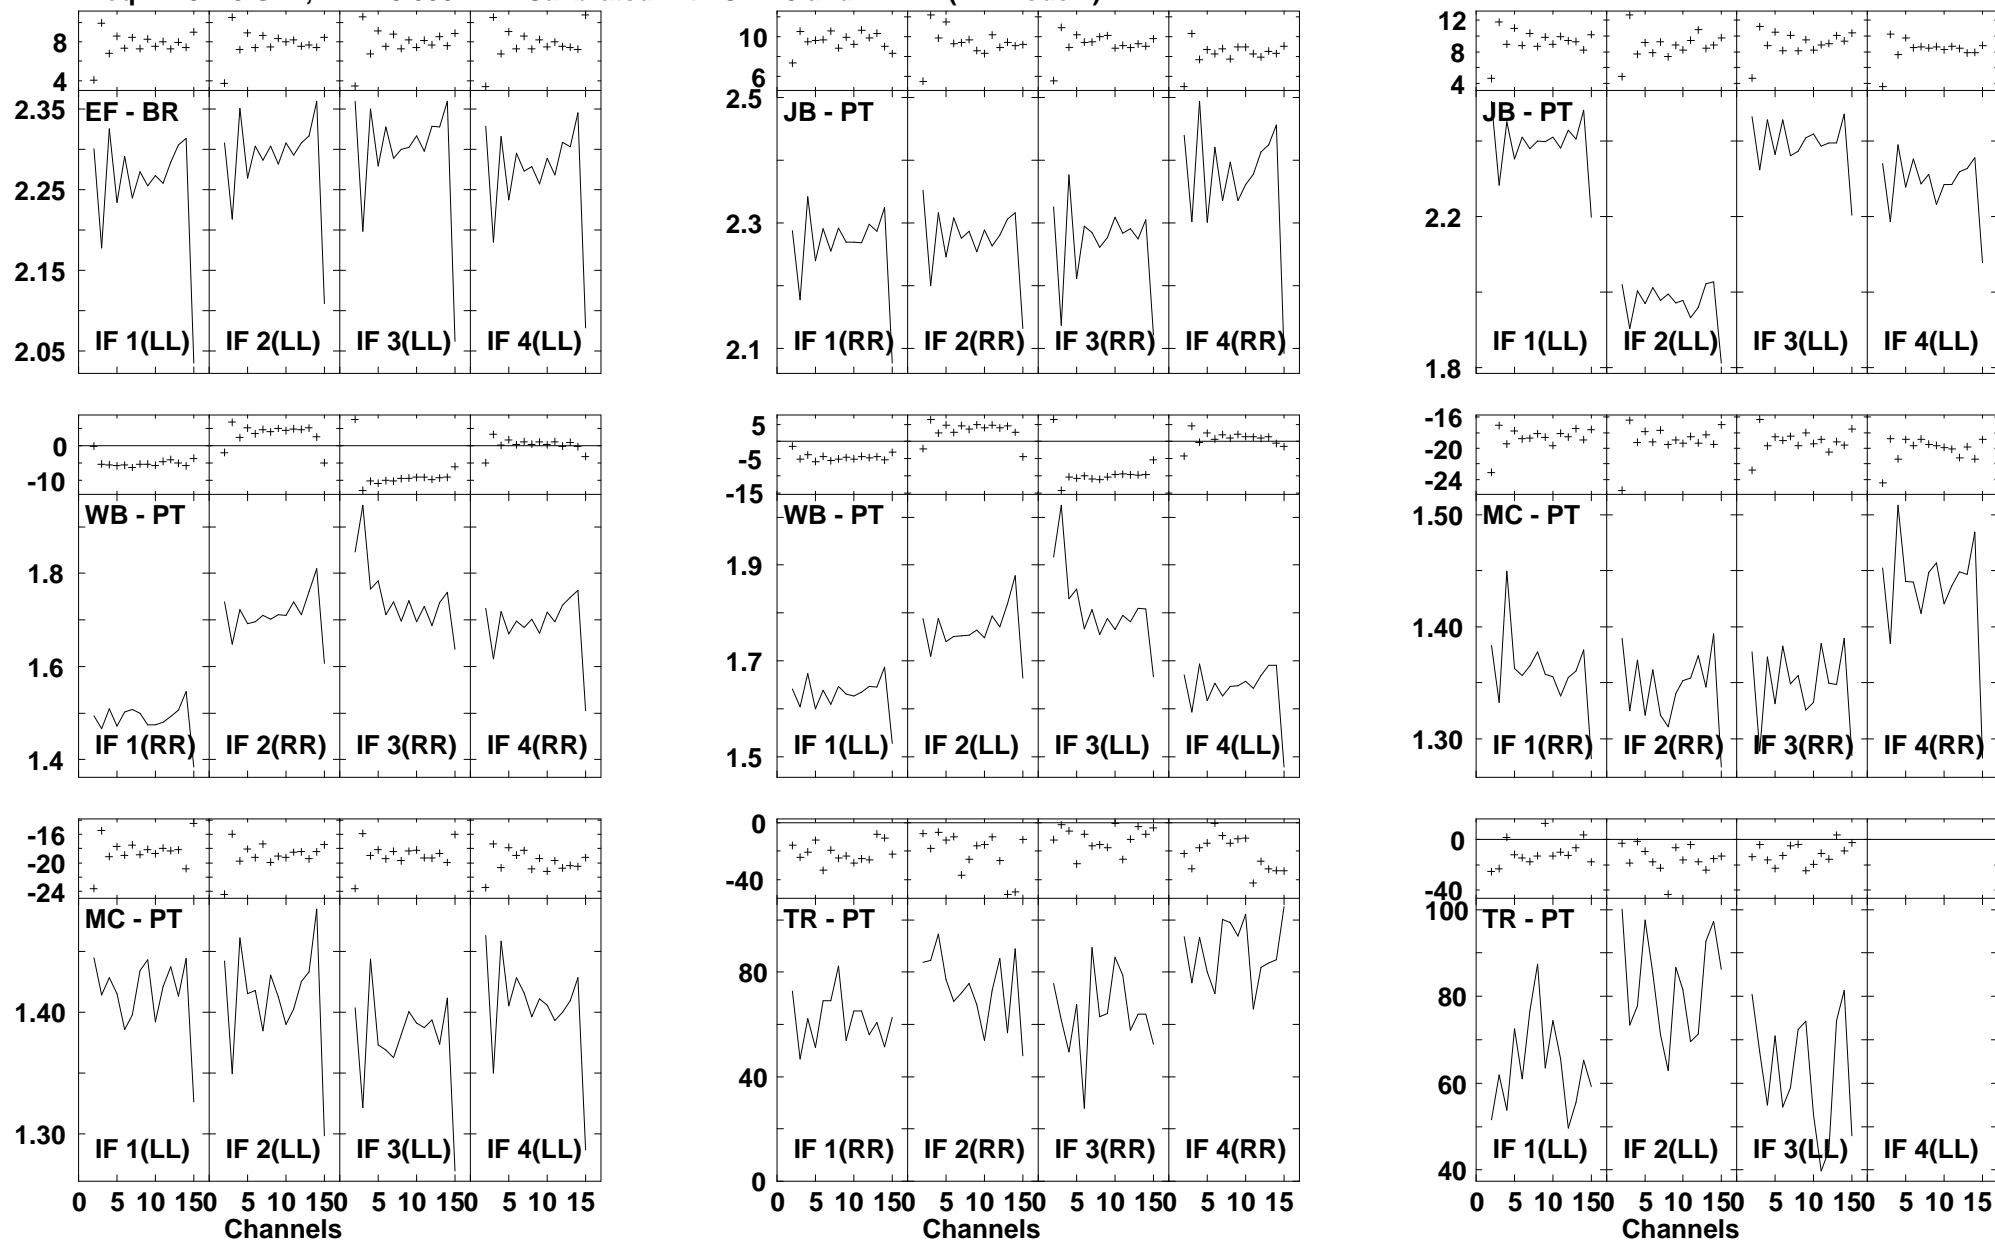 8
4
2.35
2.25
2.15
2.05
EF - BR
IF 1(LL) IF 2(LL) IF 3(LL) IF 4(LL)
10
6
2.5
2.3
2.1
JB - PT
IF 1(RR) IF 2(RR) IF 3(RR) IF 4(RR)
12
8
4
2.2
1.8
JB - PT
IF 1(LL) IF 2(LL) IF 3(LL) IF 4(LL)
0
-10
1.8
1.6
1.4
WB - PT
IF 1(RR) IF 2(RR) IF 3(RR) IF 4(RR)
5
-5
-15
1.9
1.7
1.5
WB - PT
IF 1(LL) IF 2(LL) IF 3(LL) IF 4(LL)
-16
-20
-24
1.50
1.40
1.30
MC - PT
IF 1(RR) IF 2(RR) IF 3(RR) IF 4(RR)
-16
-20
-24
1.40
1.30
MC - PT
IF 1(LL) IF 2(LL) IF 3(LL) IF 4(LL)
0 5 10 150 5 10 150 5 10 150 5 10 15
Channels
0
-40
80
40
0
TR - PT
IF 1(RR) IF 2(RR) IF 3(RR) IF 4(RR)
0 5 10 150 5 10 150 5 10 150 5 10 15
Channels
0
-40
100
80
60
40
TR - PT
IF 1(LL) IF 2(LL) IF 3(LL) IF 4(LL)
0 5 10 150 5 10 150 5 10 150 5 10 15
Channels